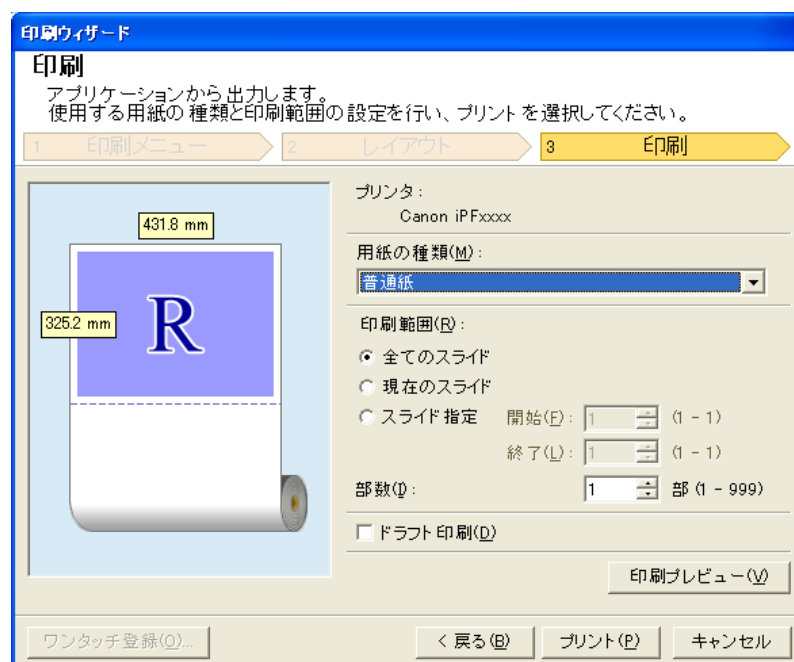 印刷ウィザード
印刷
アプリケーションから出力します。
使用する用紙の種類と印刷範囲の設定を行い、プリントを選択してください。
1 印刷メニュー 2 レイアウト 3 印刷
431.8 mm
325.2 mm
R
プリンタ:
Canon iPFxxxx
用紙の種類(M):
普通紙
印刷範囲(R):
全てのスライド
現在のスライド
スライド指定 開始(F): 1 (1 - 1)
終了(L): 1 (1 - 1)
部数(I): 1 部 (1 - 999)
ドラフト印刷(D)
印刷プレビュー(V)
ワンタッチ登録(O)... < 戻る(B) プリント(P) キャンセル